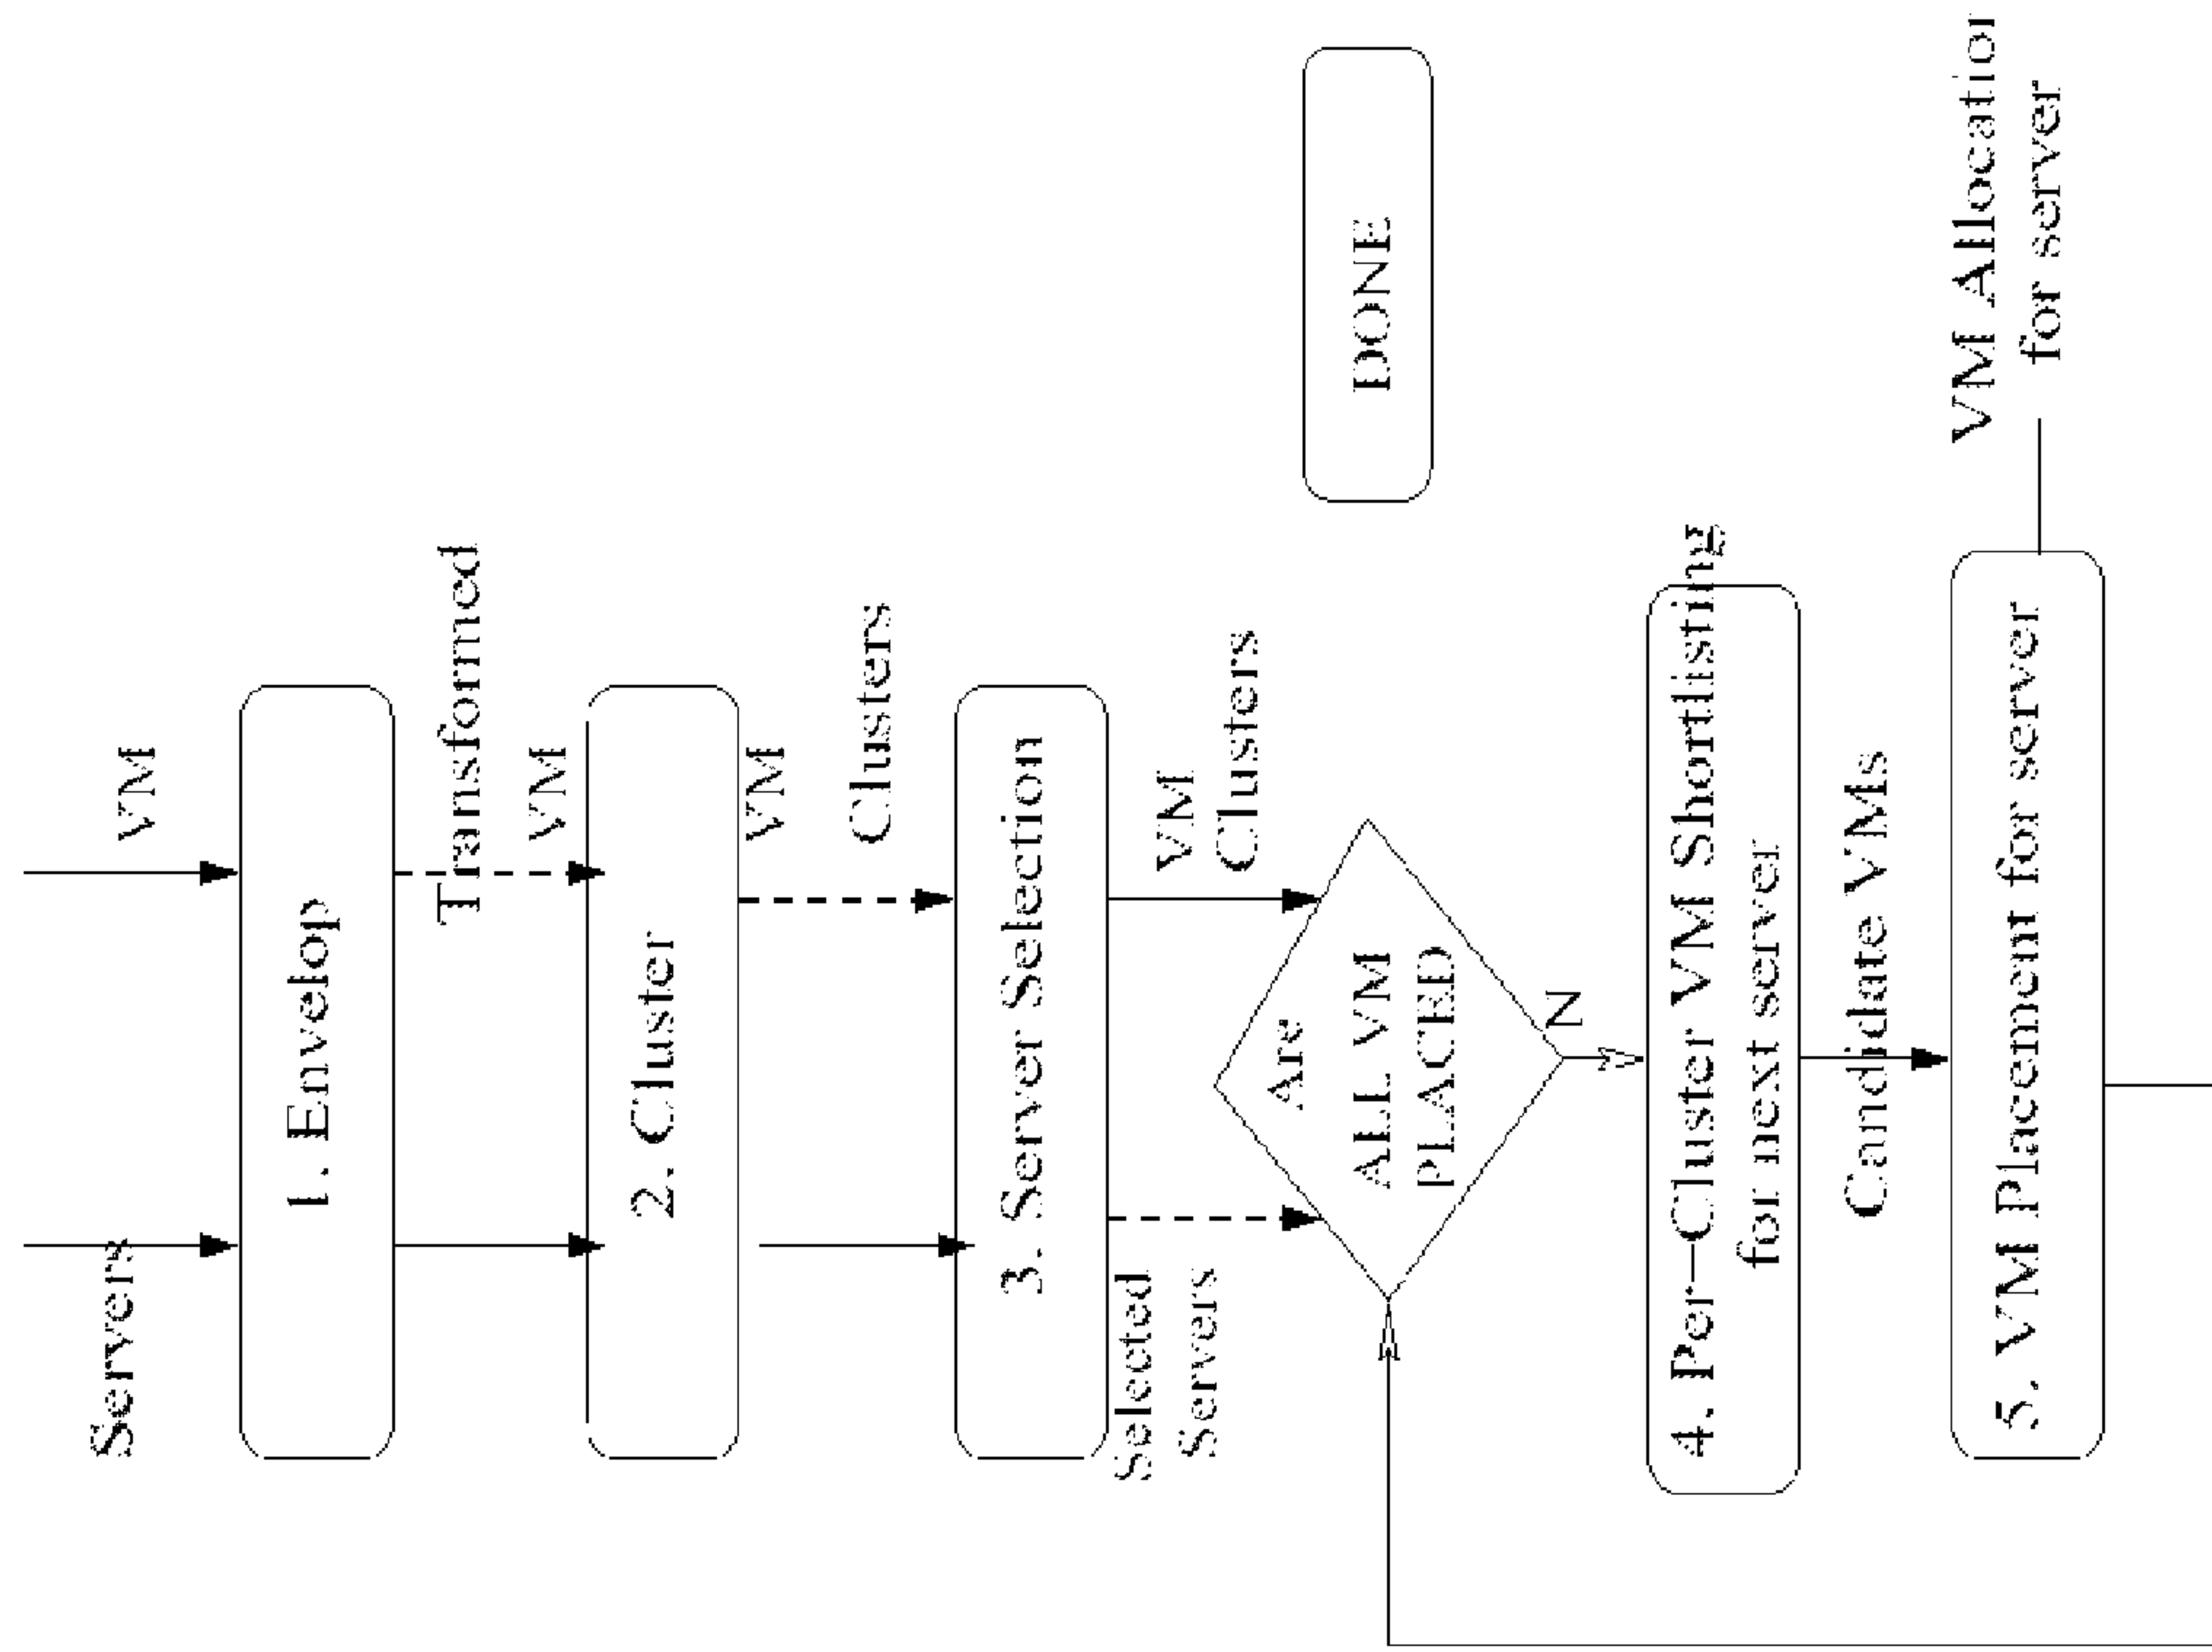 Servers
VM
1. Envelop
Transformed
VM
2. Cluster
VM
Clusters
3. Server Selection
Selected
Servers
VM
Clusters
Are
ALL VM
PLACED
DONE
N
4. Per-Cluster VM Shortlisting
for next server
Candidate VMs
5. VM Placement for server
VM Allocation
for server